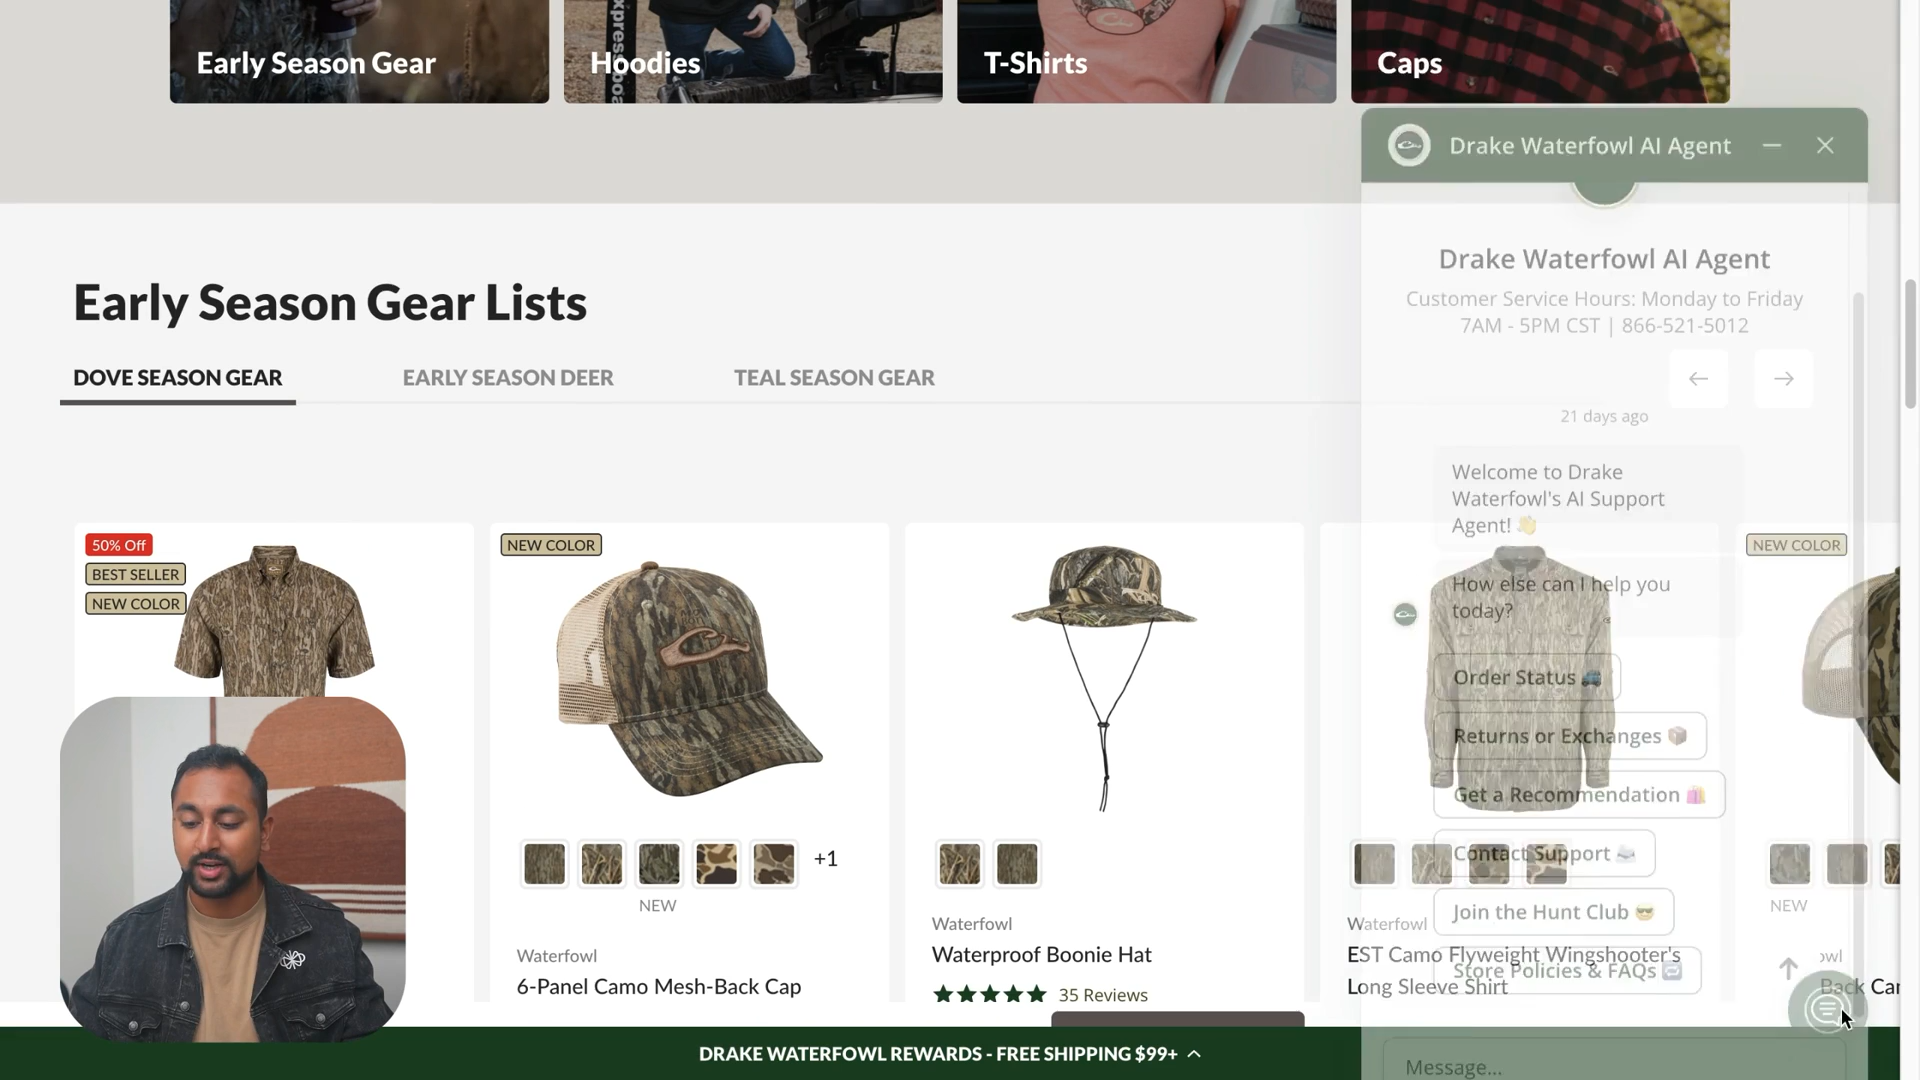 Early Season Gear
Hoodies
T-Shirts
Caps
Drake Waterfowl AI Agent
Drake Waterfowl AI Agent
Customer Service Hours: Monday to Friday
7AM - 5PM CST | 866-521-5012
Early Season Gear Lists
DOVE SEASON GEAR
EARLY SEASON DEER
TEAL SEASON GEAR
21 days ago
Welcome to Drake
Waterfowl's AI Support
Agent! 👋
How else can I help you
today?
Order Status 🚙
Returns or Exchanges 📦
Get a Recommendation 🛍️
Contact Support
Join the Hunt Club 😎
Store Policies & FAQs 🔁
Message...
50% Off
BEST SELLER
NEW COLOR
NEW COLOR
+1
NEW
Waterfowl
6-Panel Camo Mesh-Back Cap
Waterfowl
Waterproof Boonie Hat
35 Reviews
Waterfowl
EST Camo Flyweight Wingshooter's
Long Sleeve Shirt
NEW COLOR
NEW
owl
Back Ca
DRAKE WATERFOWL REWARDS - FREE SHIPPING $99+